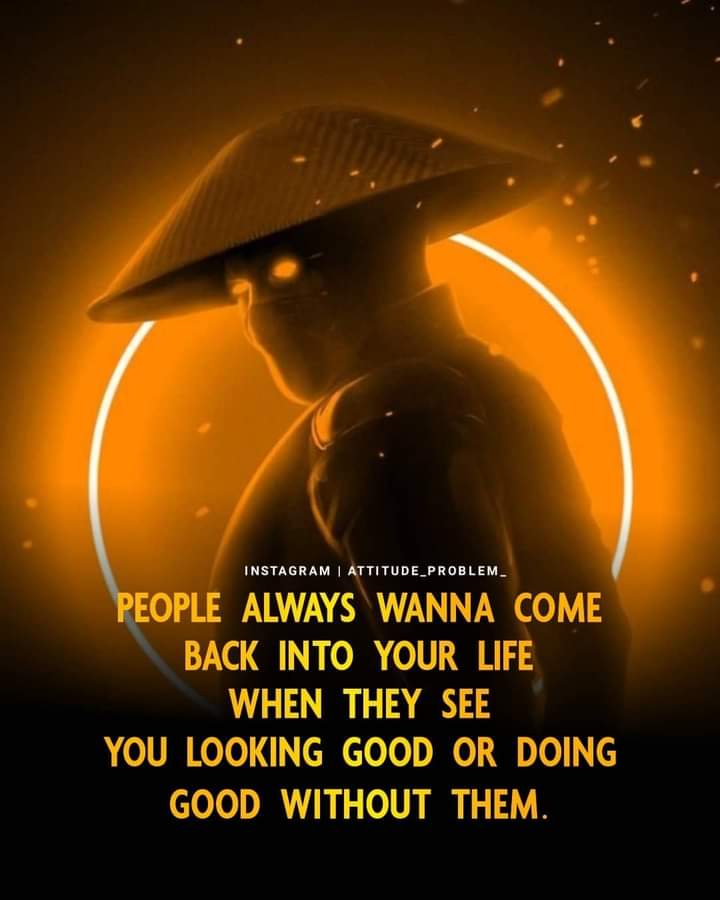 INSTAGRAM | ATTITUDE_PROBLEM_
PEOPLE ALWAYS WANNA COME
BACK INTO YOUR LIFE
WHEN THEY SEE
YOU LOOKING GOOD OR DOING
GOOD WITHOUT THEM.